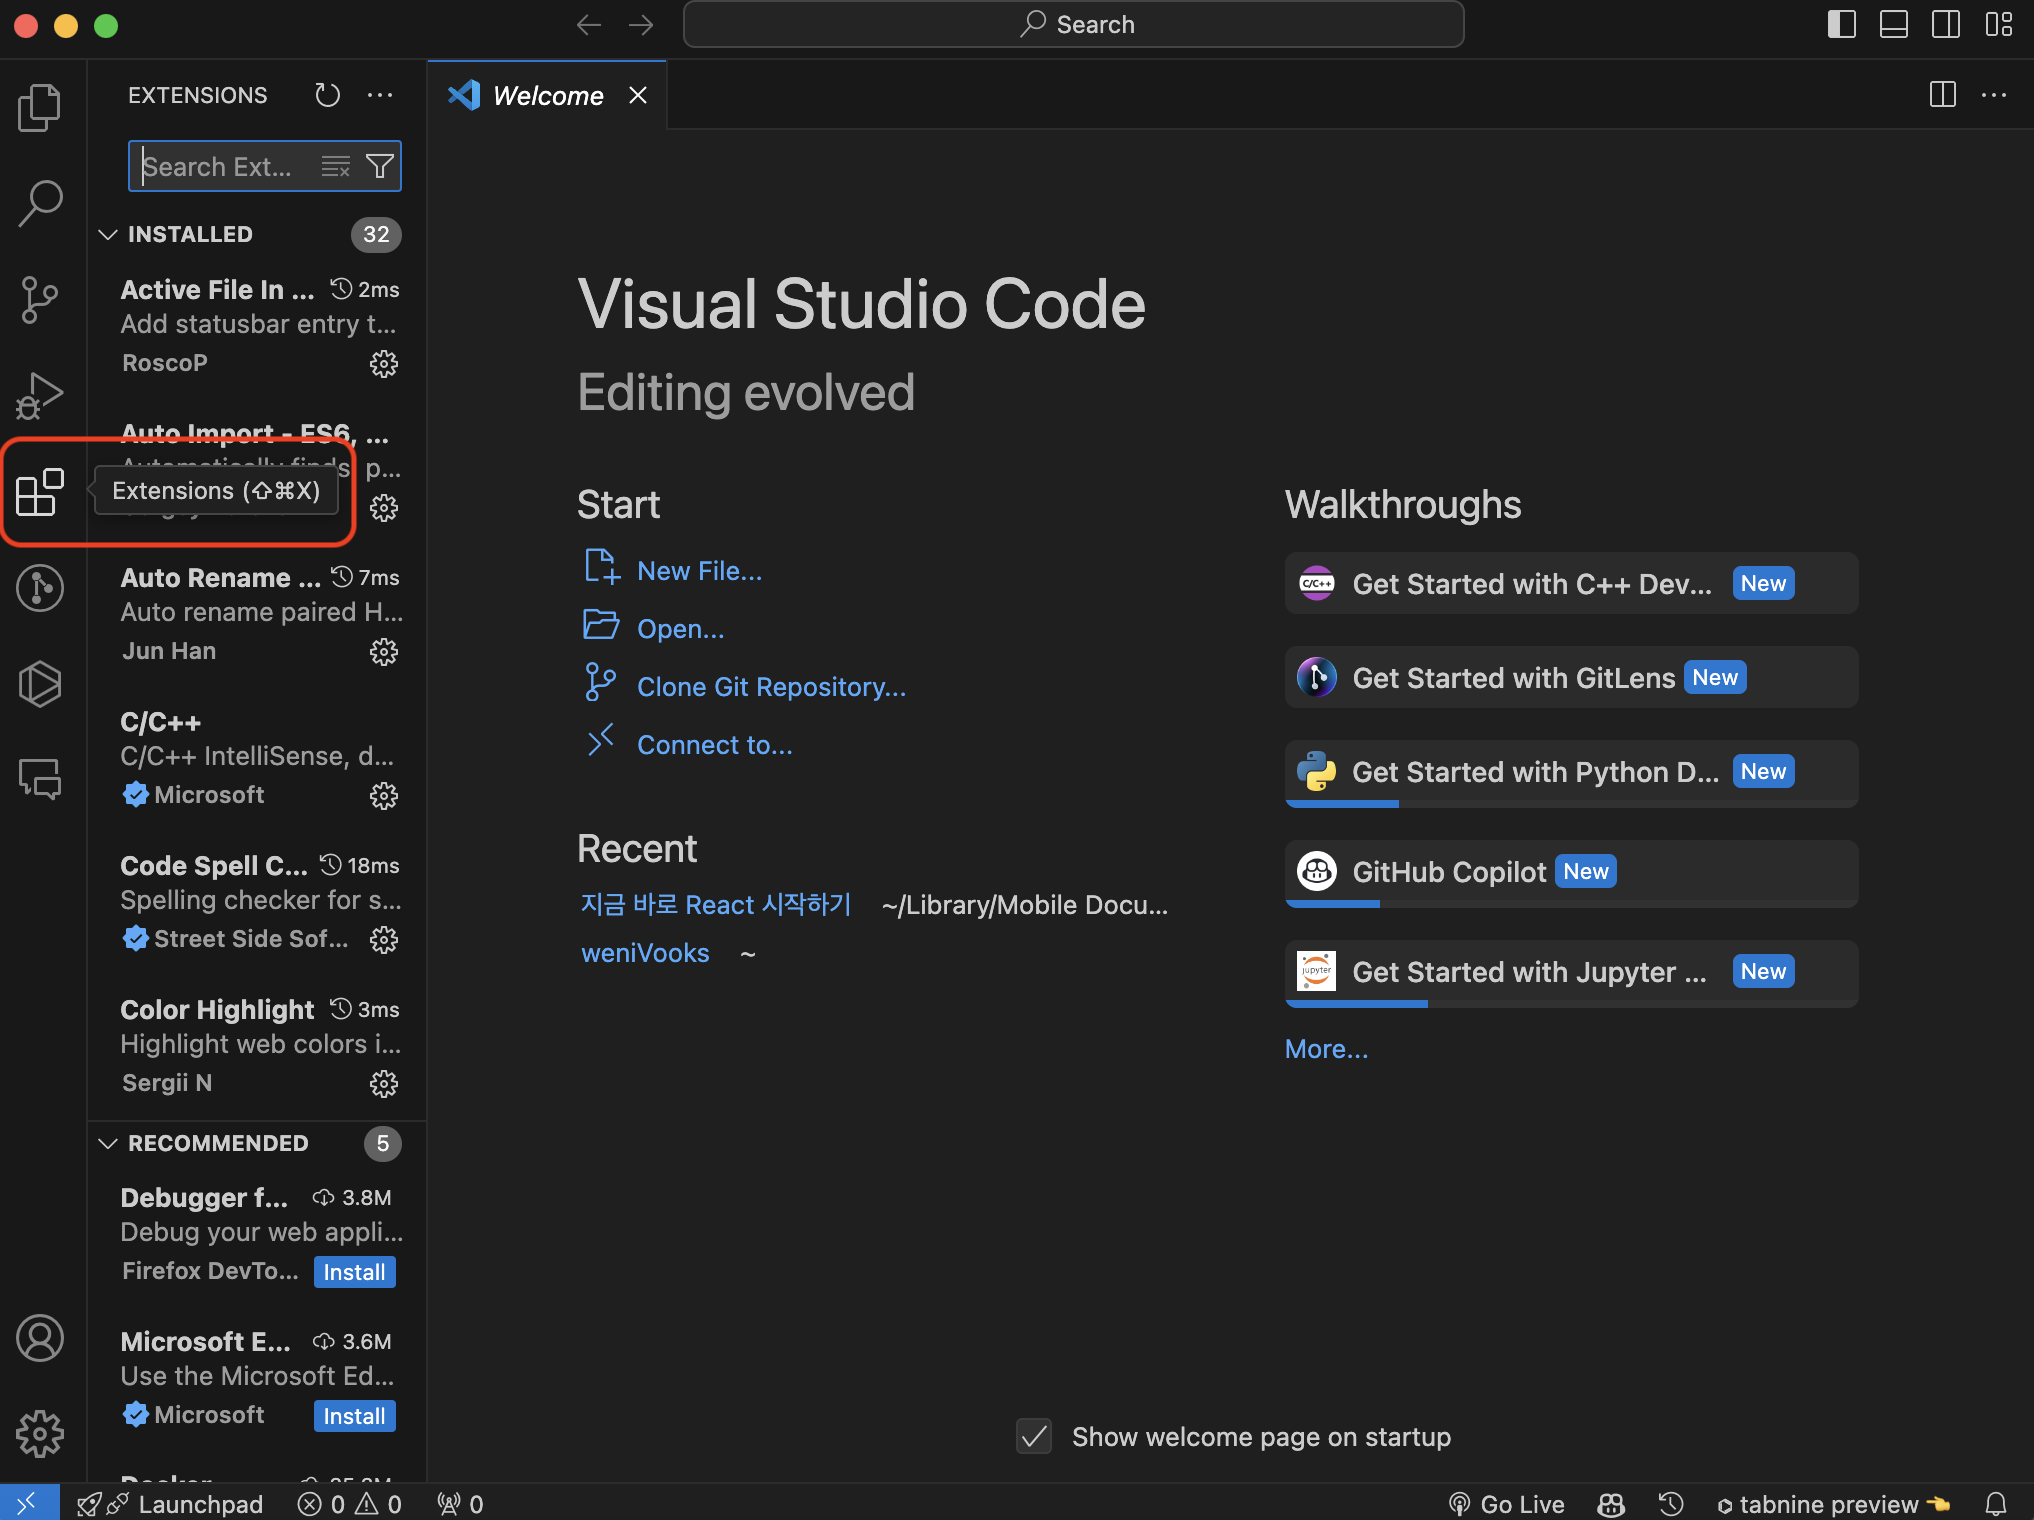 Search
EXTENSIONS
Welcome
Search Ext...
INSTALLED 32
Active File In ... 2ms
Add statusbar entry t...
RoscoP
Auto Import - ES6, ...
Automatically finds, p...
Extensions (⇧⌘X)
Auto Rename ... 7ms
Auto rename paired H...
Jun Han
C/C++
C/C++ IntelliSense, d...
Microsoft
Code Spell C... 18ms
Spelling checker for s...
Street Side Sof...
Color Highlight 3ms
Highlight web colors i...
Sergii N
RECOMMENDED 5
Debugger f... 3.8M
Debug your web appli...
Firefox DevTo... Install
Microsoft E... 3.6M
Use the Microsoft Ed...
Microsoft Install
Visual Studio Code
Editing evolved
Start
New File...
Open...
Clone Git Repository...
Connect to...
Recent
지금 바로 React 시작하기 ~/Library/Mobile Docu...
weniVooks ~
Walkthroughs
C/C++ Get Started with C++ Dev... New
Get Started with GitLens New
Get Started with Python D... New
GitHub Copilot New
jupyter Get Started with Jupyter ... New
More...
Show welcome page on startup
Launchpad 0 0 0
Go Live tabnine preview